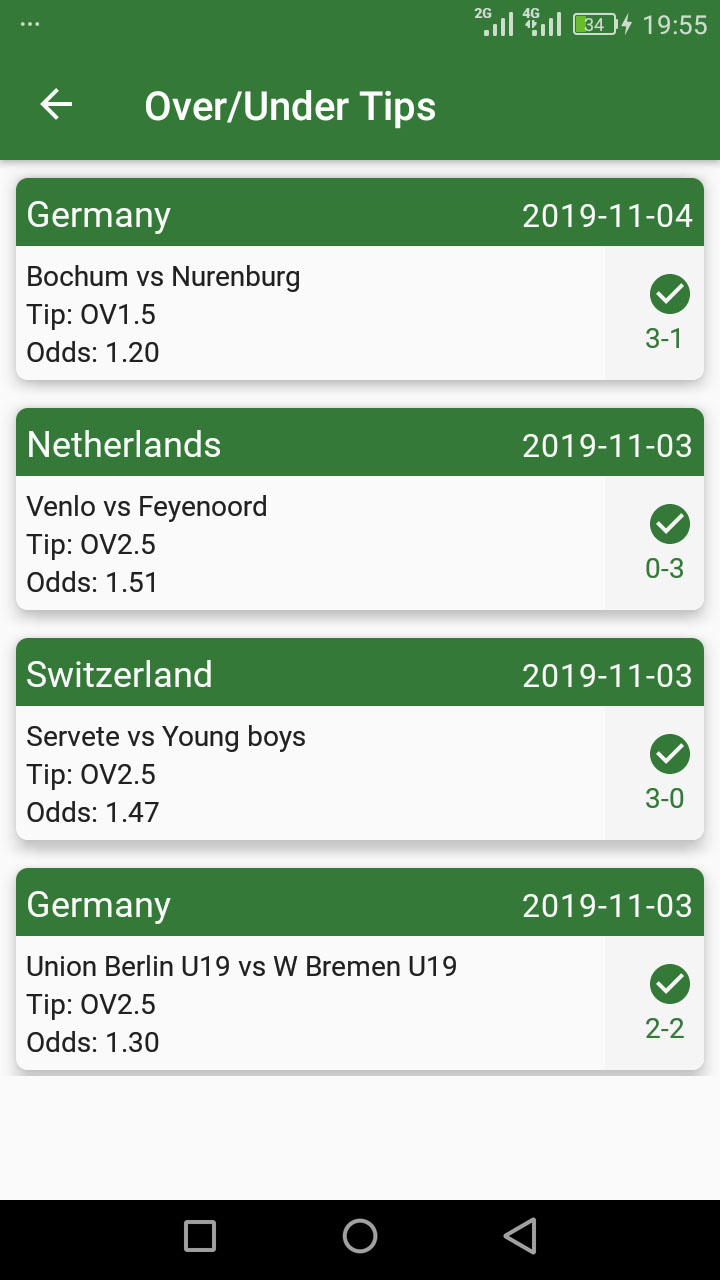 ... 2G 4G 34 19:55
Over/Under Tips
Germany 2019-11-04
Bochum vs Nurenburg
Tip: OV1.5
Odds: 1.20
3-1
Netherlands 2019-11-03
Venlo vs Feyenoord
Tip: OV2.5
Odds: 1.51
0-3
Switzerland 2019-11-03
Servete vs Young boys
Tip: OV2.5
Odds: 1.47
3-0
Germany 2019-11-03
Union Berlin U19 vs W Bremen U19
Tip: OV2.5
Odds: 1.30
2-2